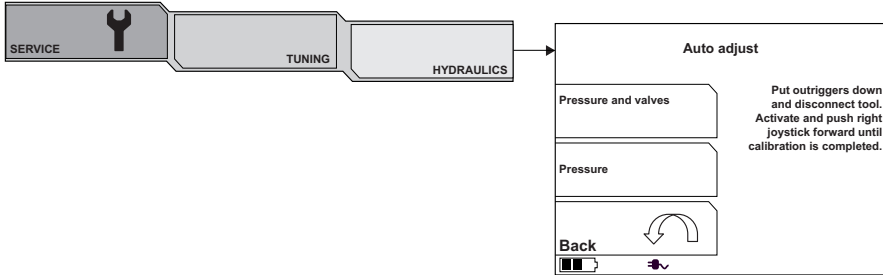 SERVICE
TUNING
HYDRAULICS
Auto adjust
Pressure and valves
Put outriggers down
and disconnect tool.
Activate and push right
joystick forward until
calibration is completed.
Pressure
Back